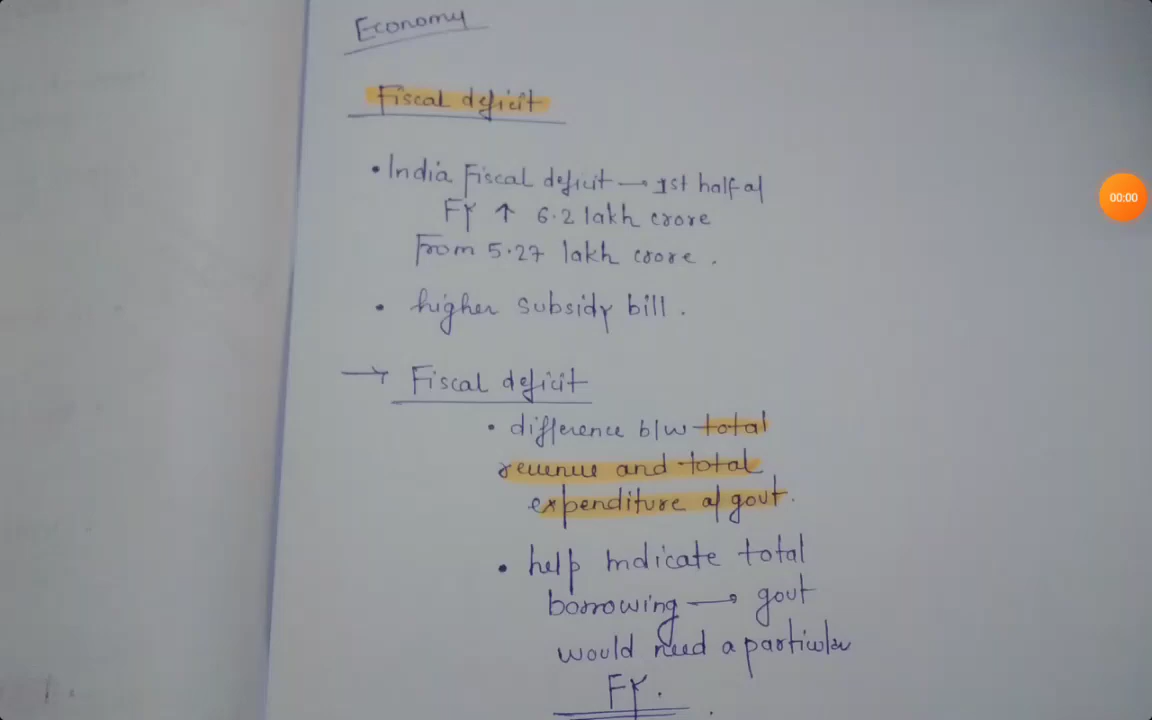 Economy
Fiscal deficit
• India Fiscal deficit → 1st half of
FY ↑ 6.2 lakh crore
From 5.27 lakh crore.
• higher subsidy bill.
→ Fiscal deficit
• difference b/w total
revenue and total
expenditure of govt.
• help indicate total
borrowing → govt
would need a particular
FY.
00:00